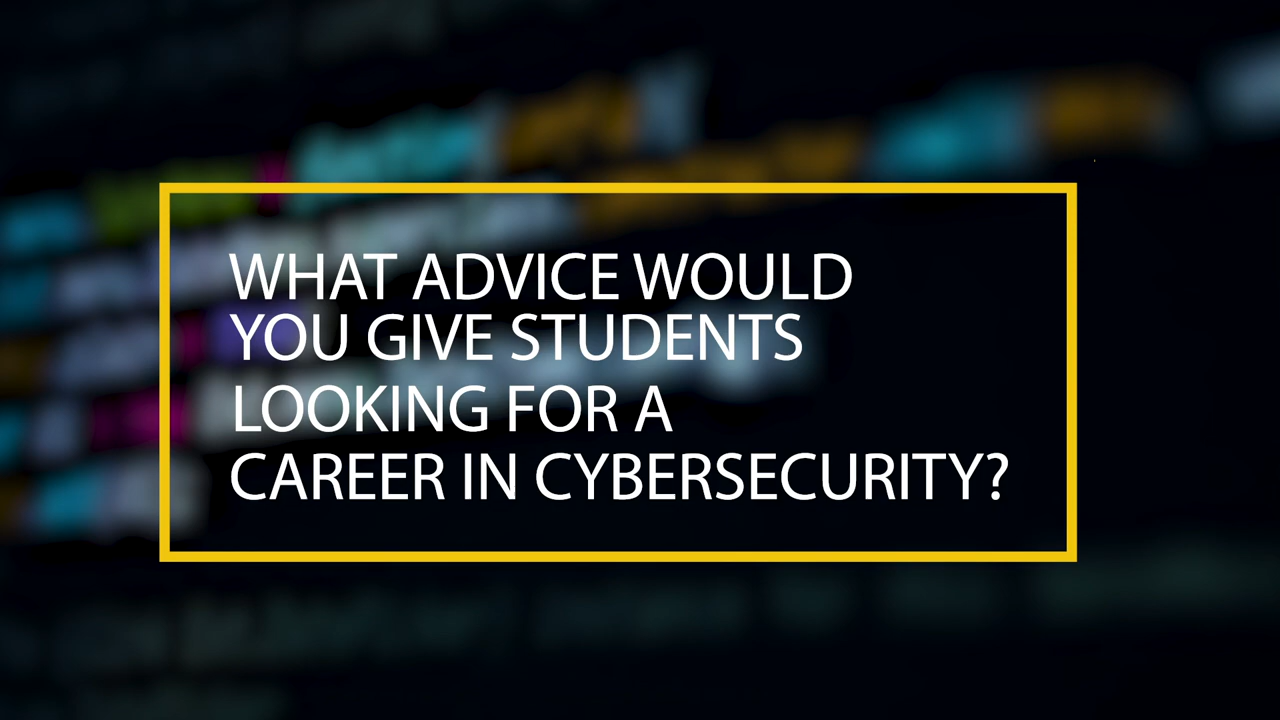 WHAT ADVICE WOULD
YOU GIVE STUDENTS
LOOKING FOR A
CAREER IN CYBERSECURITY?